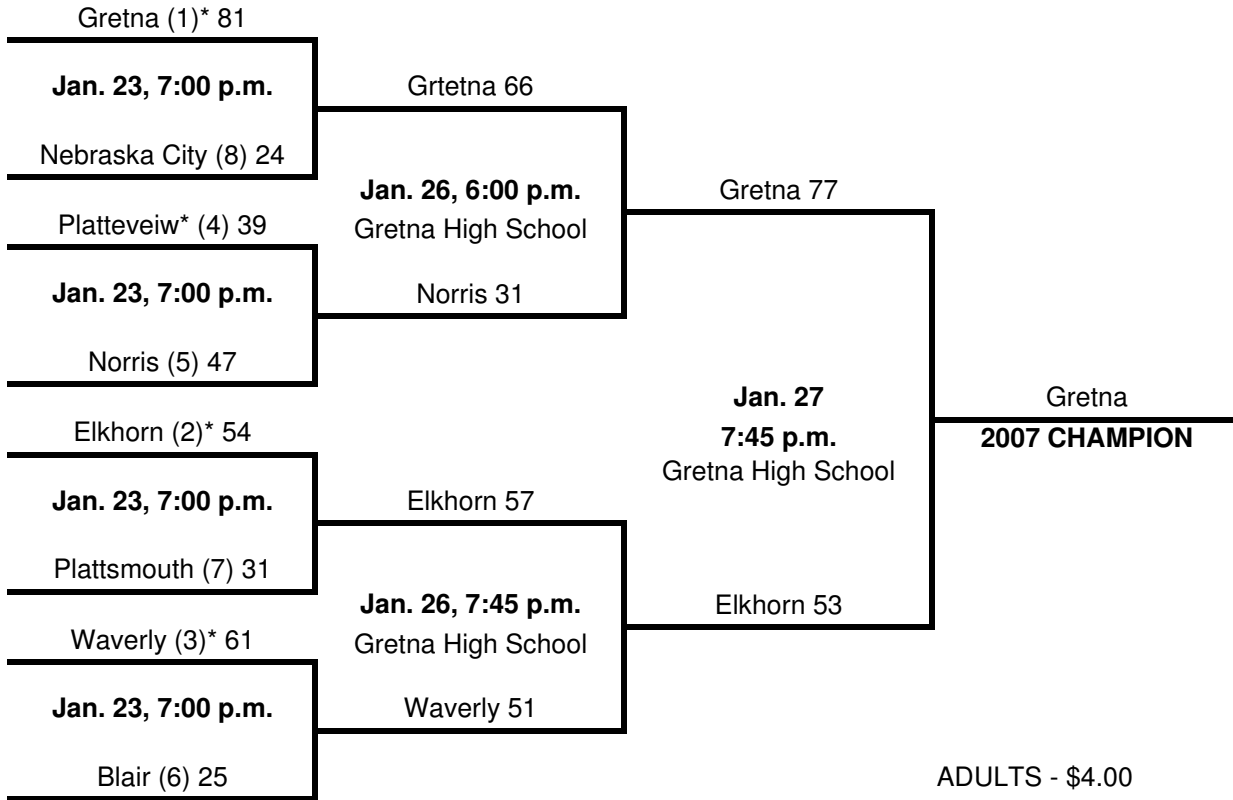 Gretna (1)* 81
Jan. 23, 7:00 p.m.
Grtetna 66
Nebraska City (8) 24
Jan. 26, 6:00 p.m.
Gretna 77
Platteveiw* (4) 39
Gretna High School
Jan. 23, 7:00 p.m.
Norris 31
Norris (5) 47
Jan. 27
Gretna
Elkhorn (2)* 54
7:45 p.m.
2007 CHAMPION
Gretna High School
Jan. 23, 7:00 p.m.
Elkhorn 57
Plattsmouth (7) 31
Jan. 26, 7:45 p.m.
Elkhorn 53
Waverly (3)* 61
Gretna High School
Jan. 23, 7:00 p.m.
Waverly 51
Blair (6) 25
ADULTS - $4.00